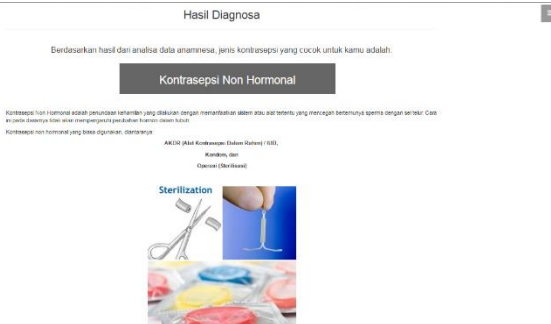 Hasil Diagnosa
Berdasarkan hasil dari analisa data anamnesa, jenis kontrasepsi yang cocok untuk kamu adalah:
Kontrasepsi Non Hormonal
Kontrasepsi Non Hormonal adalah penundaan kehamilan yang dilakukan dengan memanfaatkan sistem atau alat tertentu yang mencegah bertemunya sperma dengan sel telur. Cara
ini pada dasarnya tidak akan mempengaruhi perubahan hormon dalam tubuh
Kontrasepsi non hormonal yang biasa digunakan, diantaranya
AKDR (Alat Kontrasepsi Dalam Rahim) / IUD,
Kondom, dan
Operasi (Sterilisasi)
Sterilization